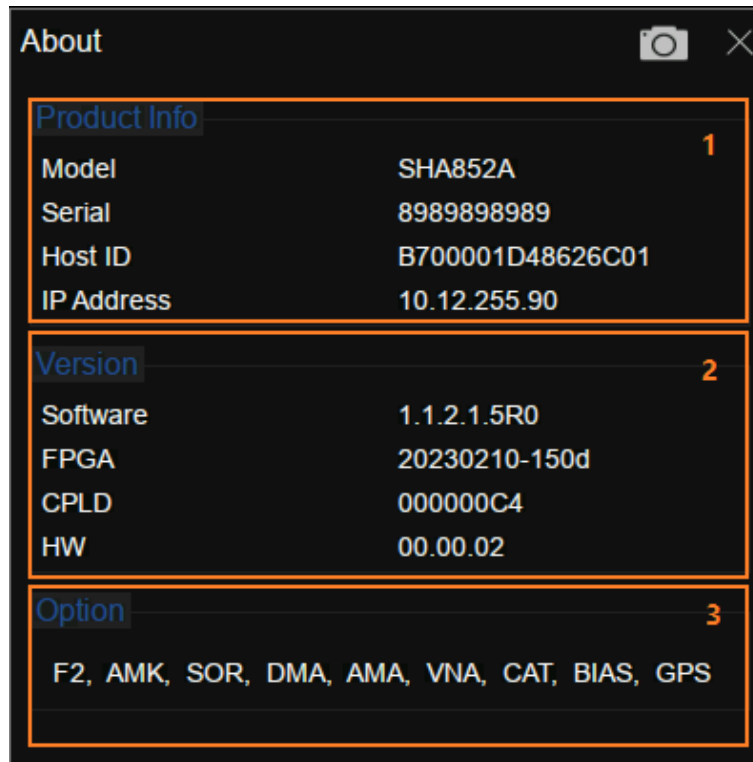 About
Product Info
1
Model SHA852A
Serial 8989898989
Host ID B700001D48626C01
IP Address 10.12.255.90
Version
2
Software 1.1.2.1.5R0
FPGA 20230210-150d
CPLD 000000C4
HW 00.00.02
Option
3
F2, AMK, SOR, DMA, AMA, VNA, CAT, BIAS, GPS